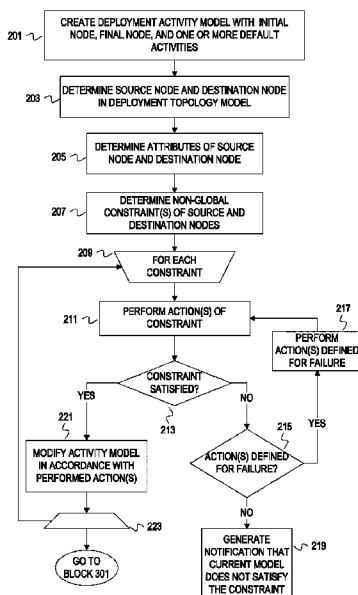 201
CREATE DEPLOYMENT ACTIVITY MODEL WITH INITIAL
NODE, FINAL NODE, AND ONE OR MORE DEFAULT
ACTIVITIES
203
DETERMINE SOURCE NODE AND DESTINATION NODE
IN DEPLOYMENT TOPOLOGY MODEL
205
DETERMINE ATTRIBUTES OF SOURCE
NODE AND DESTINATION NODE
207
DETERMINE NON-GLOBAL
CONSTRAINT(S) OF SOURCE AND
DESTINATION NODES
209
FOR EACH
CONSTRAINT
211
PERFORM ACTION(S) OF
CONSTRAINT
217
PERFORM
ACTION(S) DEFINED
FOR FAILURE
CONSTRAINT
SATISFIED?
213
YES
NO
221
MODIFY ACTIVITY MODEL
IN ACCORDANCE WITH
PERFORMED ACTION(S)
215
ACTION(S) DEFINED
FOR FAILURE?
YES
NO
223
GO TO
BLOCK 301
GENERATE
NOTIFICATION THAT
CURRENT MODEL
DOES NOT SATISFY
THE CONSTRAINT
219